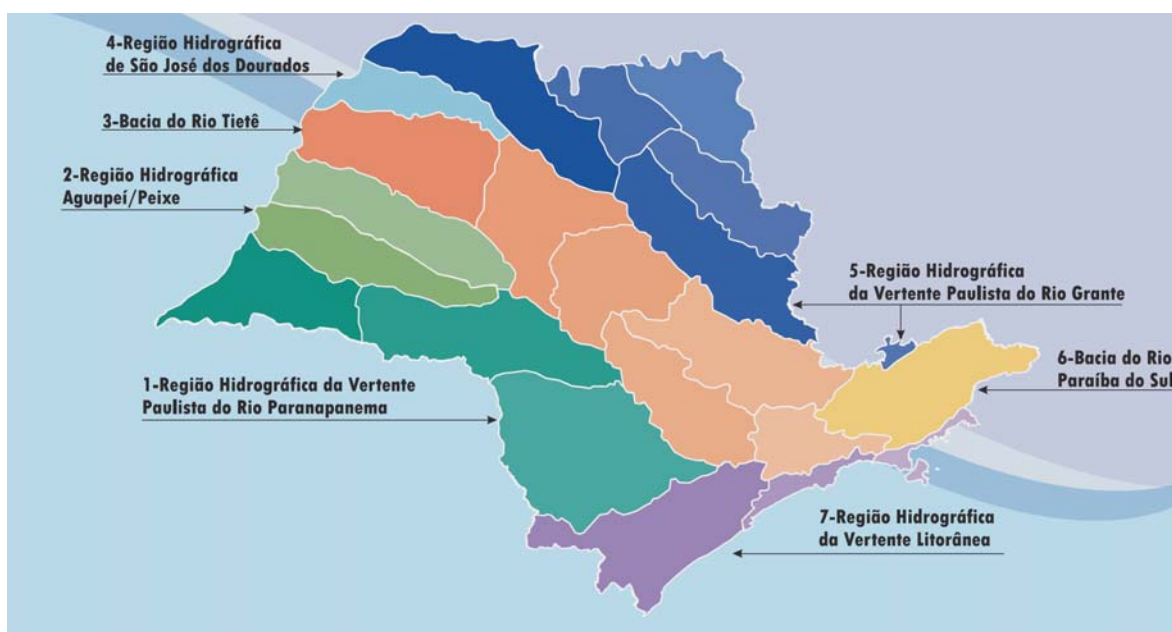 4-Região Hidrográfica
de São José dos Dourados
3-Bacia do Rio Tietê
2-Região Hidrográfica
Aguapeí/Peixe
5-Região Hidrográfica
da Vertente Paulista do Rio Grante
6-Bacia do Rio
Paraíba do Sul
1-Região Hidrográfica da Vertente
Paulista do Rio Paranapanema
7-Região Hidrográfica
da Vertente Litorânea